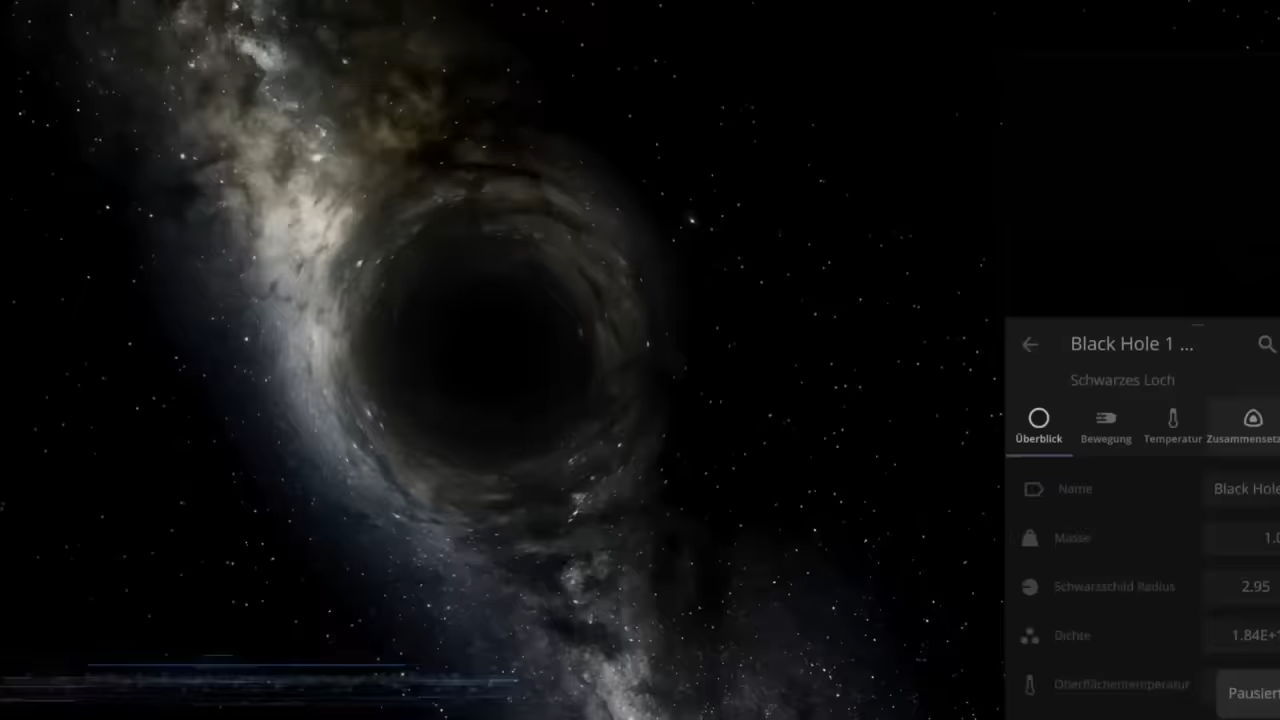 Black Hole 1 ...
Schwarzes Loch
Überblick Bewegung Temperatur Zusammensetz
Name Black Hole
Masse 1.0
Schwarzschild Radius 2.95
Dichte 1.84E+
Oberflächentemperatur
Pausier